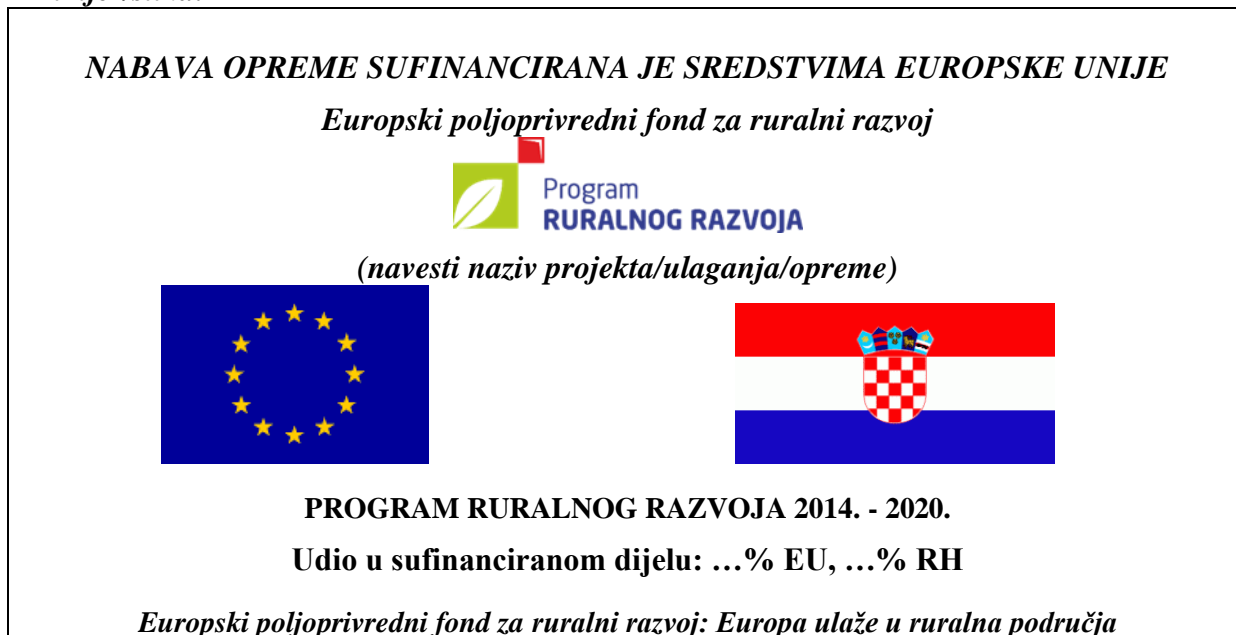 NABAVA OPREME SUFINANCIRANA JE SREDSTVIMA EUROPSKE UNIJE
Europski poljoprivredni fond za ruralni razvoj
Program
RURALNOG RAZVOJA
(navesti naziv projekta/ulaganja/opreme)
PROGRAM RURALNOG RAZVOJA 2014. - 2020.
Udio u sufinanciranom dijelu: …% EU, …% RH
Europski poljoprivredni fond za ruralni razvoj: Europa ulaže u ruralna područja